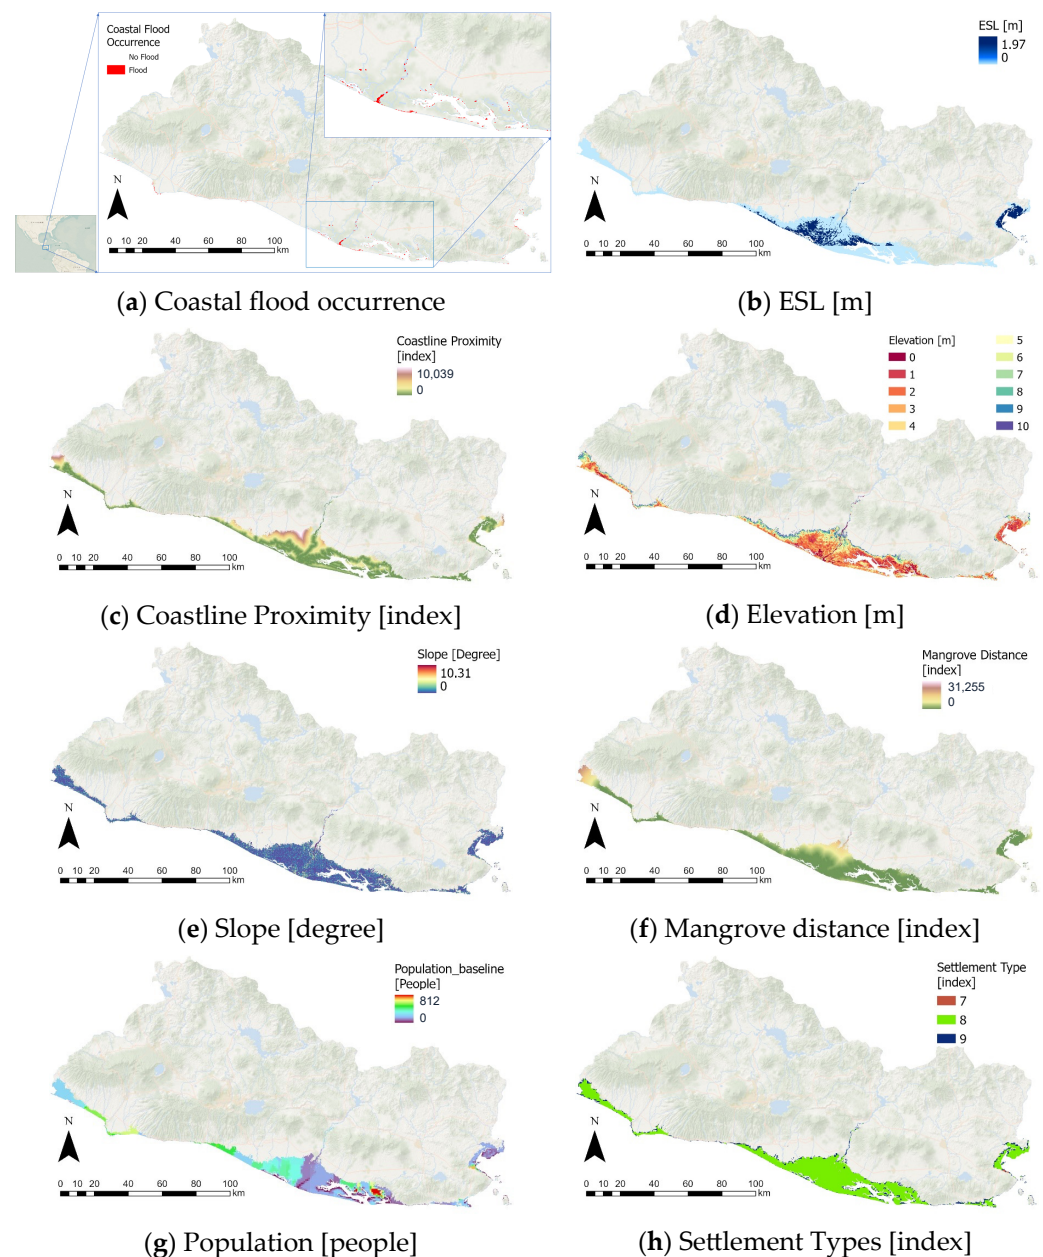 Coastal Flood
Occurrence
No Flood
Flood
N
0 10 20 40 60 80 100
km
(a) Coastal flood occurrence
ESL [m]
1.97
0
N
0 10 20 40 60 80 100
km
(b) ESL [m]
Coastline Proximity
[index]
10,039
0
N
0 10 20 40 60 80 100
km
(c) Coastline Proximity [index]
Elevation [m]
0
1
2
3
4
5
6
7
8
9
10
N
0 10 20 40 60 80 100
km
(d) Elevation [m]
Slope [Degree]
10.31
0
N
0 10 20 40 60 80 100
km
(e) Slope [degree]
Mangrove Distance
[index]
31,255
0
N
0 10 20 40 60 80 100
km
(f) Mangrove distance [index]
Population_baseline
[People]
812
0
N
0 10 20 40 60 80 100
km
(g) Population [people]
Settlement Type
[index]
7
8
9
N
0 10 20 40 60 80 100
km
(h) Settlement Types [index]